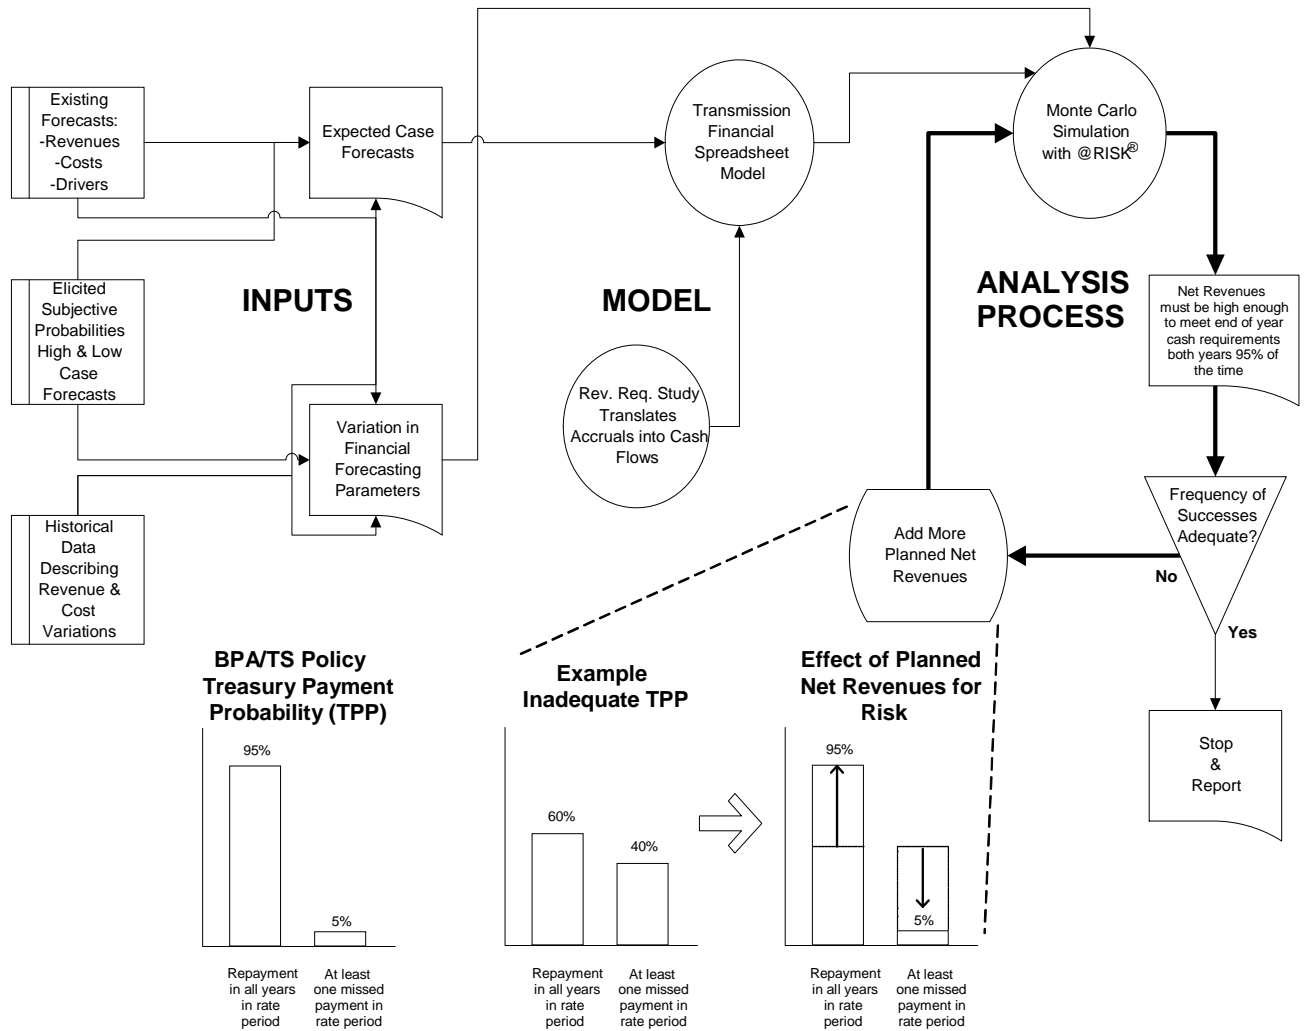 Existing
Forecasts:
-Revenues
-Costs
-Drivers
Expected Case
Forecasts
Transmission
Financial
Spreadsheet
Model
Monte Carlo
Simulation
with @RISK®
Elicited
Subjective
Probabilities
High & Low
Case
Forecasts
INPUTS
MODEL
ANALYSIS
PROCESS
Net Revenues
must be high enough
to meet end of year
cash requirements
both years 95% of
the time
Rev. Req. Study
Translates
Accruals into Cash
Flows
Variation in
Financial
Forecasting
Parameters
Historical
Data
Describing
Revenue &
Cost
Variations
Add More
Planned Net
Revenues
Frequency of
Successes
Adequate?
No
Yes
Stop
&
Report
BPA/TS Policy
Treasury Payment
Probability (TPP)
95%
5%
Repayment
in all years
in rate
period
At least
one missed
payment in
rate period
Example
Inadequate TPP
60%
40%
Repayment
in all years
in rate
period
At least
one missed
payment in
rate period
Effect of Planned
Net Revenues for
Risk
95%
5%
Repayment
in all years
in rate
period
At least
one missed
payment in
rate period